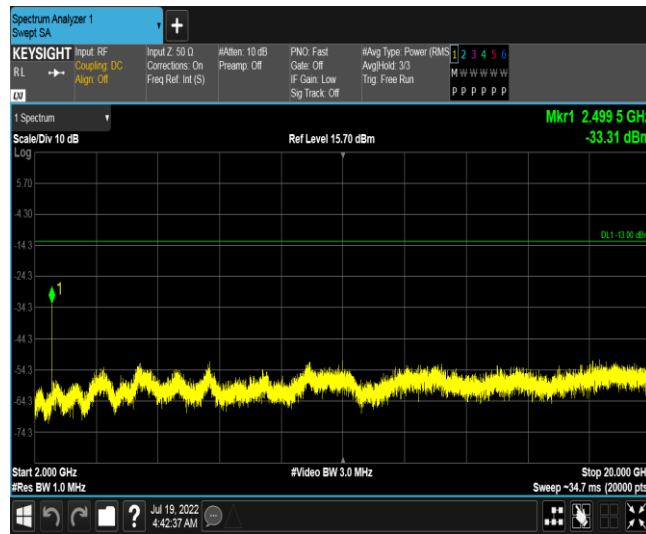 Spectrum Analyzer 1
Swept SA
+
KEYSIGHT
RL
LXI
Input: RF
Coupling: DC
Align: Off
Input Z: 50 Ω
Corrections: On
Freq Ref: Int (S)
#Atten: 10 dB
Preamp: Off
PNO: Fast
Gate: Off
IF Gain: Low
Sig Track: Off
#Avg Type: Power (RMS
Avg|Hold: 3/3
Trig: Free Run
1 2 3 4 5 6
M W W W W W
P P P P P P
1 Spectrum
Mkr1 2.499 5 GHz
Scale/Div 10 dB
Ref Level 15.70 dBm
-33.31 dBm
Log
5.70
-4.30
DL1 -13.00 dBm
-14.3
-24.3
1
-34.3
-44.3
-54.3
-64.3
-74.3
Start 2.000 GHz
#Video BW 3.0 MHz
Stop 20.000 GH
#Res BW 1.0 MHz
Sweep ~34.7 ms (20000 pts
?
Jul 19, 2022
4:42:37 AM